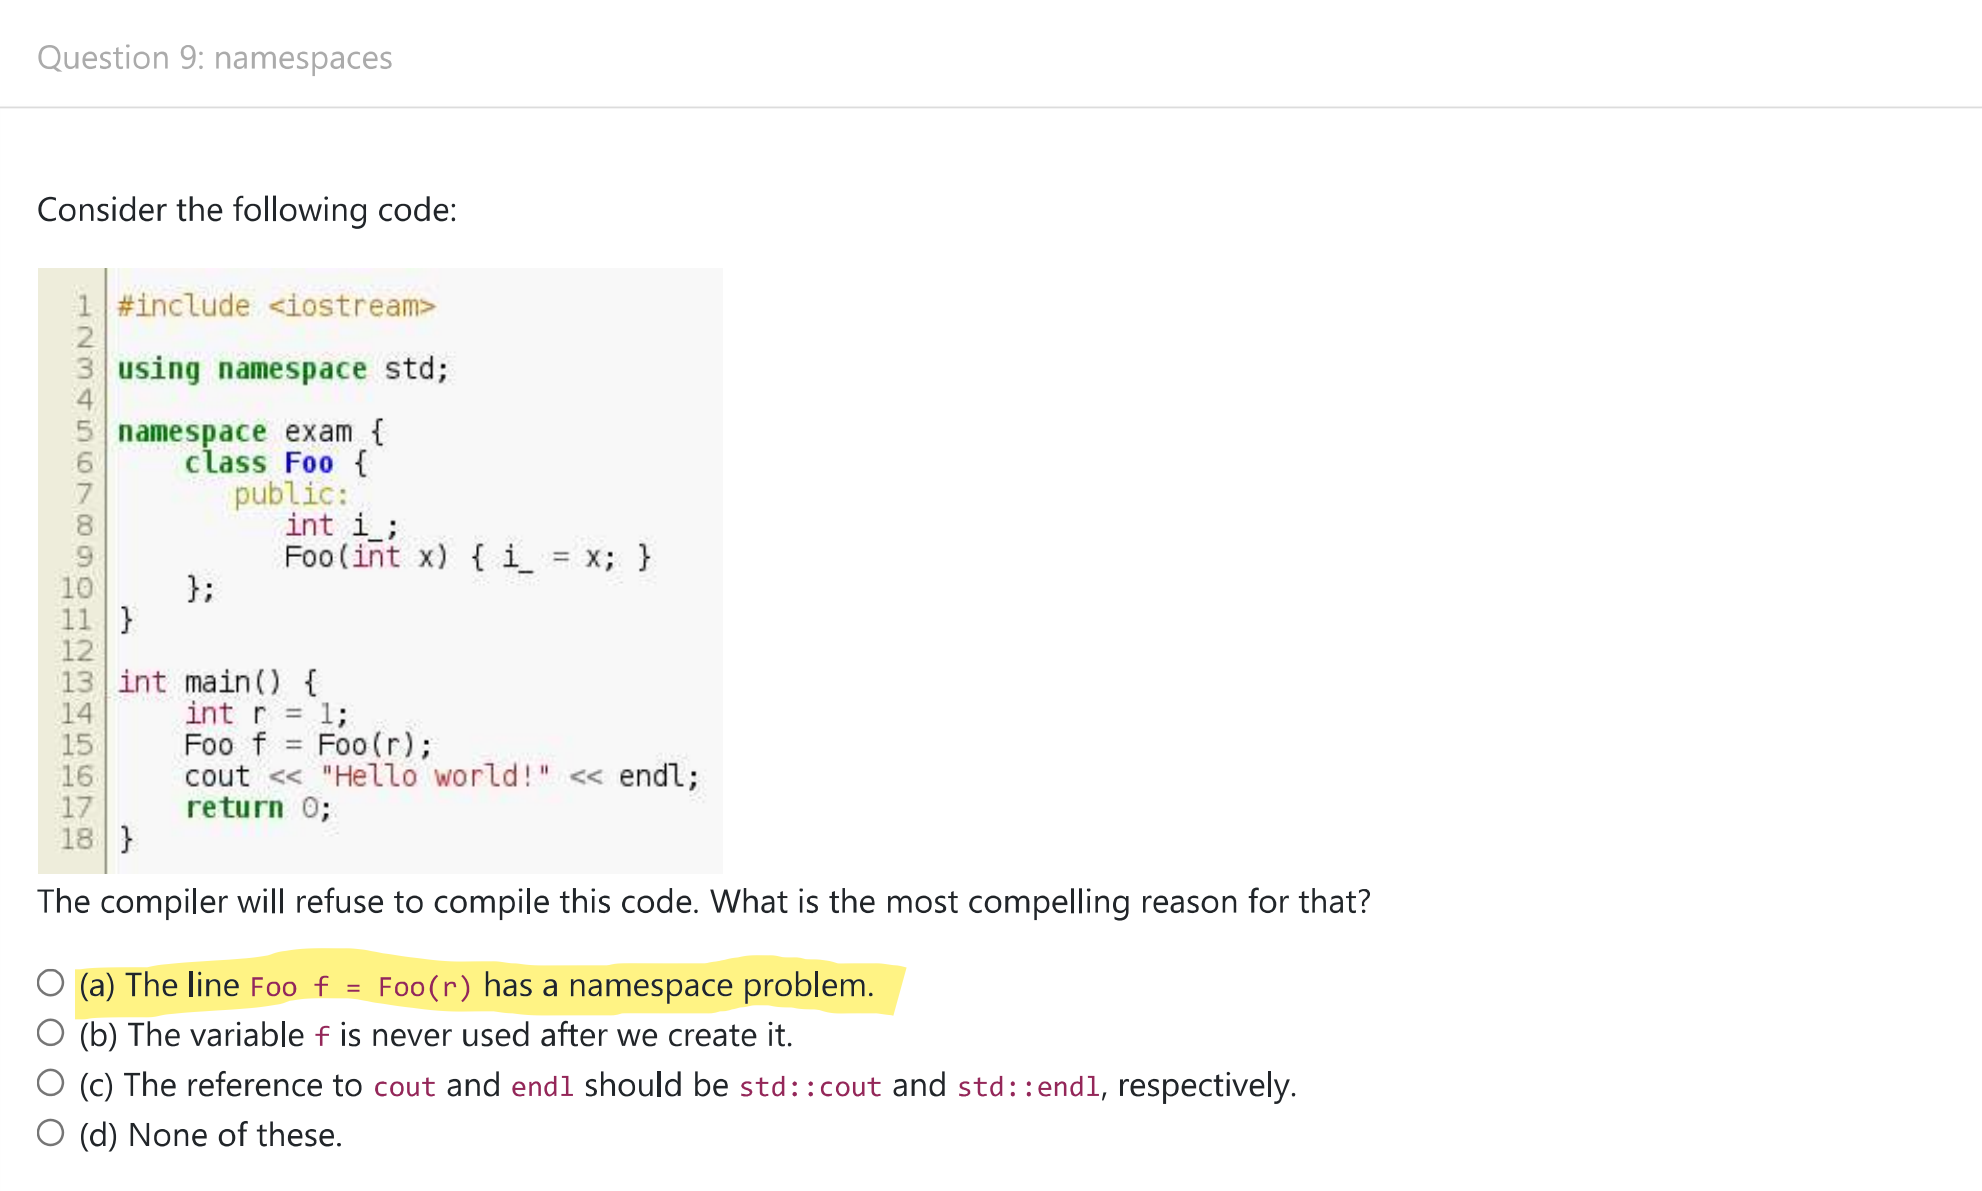 Question 9: namespaces
Consider the following code:
1 #include <iostream>
2
3 using namespace std;
4
5 namespace exam {
6     class Foo {
7        public:
8           int i_;
9           Foo(int x) { i_ = x; }
10     };
11 }
12
13 int main() {
14     int r = 1;
15     Foo f = Foo(r);
16     cout << "Hello world!" << endl;
17     return 0;
18 }
The compiler will refuse to compile this code. What is the most compelling reason for that?
(a) The line Foo f = Foo(r) has a namespace problem.
(b) The variable f is never used after we create it.
(c) The reference to cout and endl should be std::cout and std::endl, respectively.
(d) None of these.